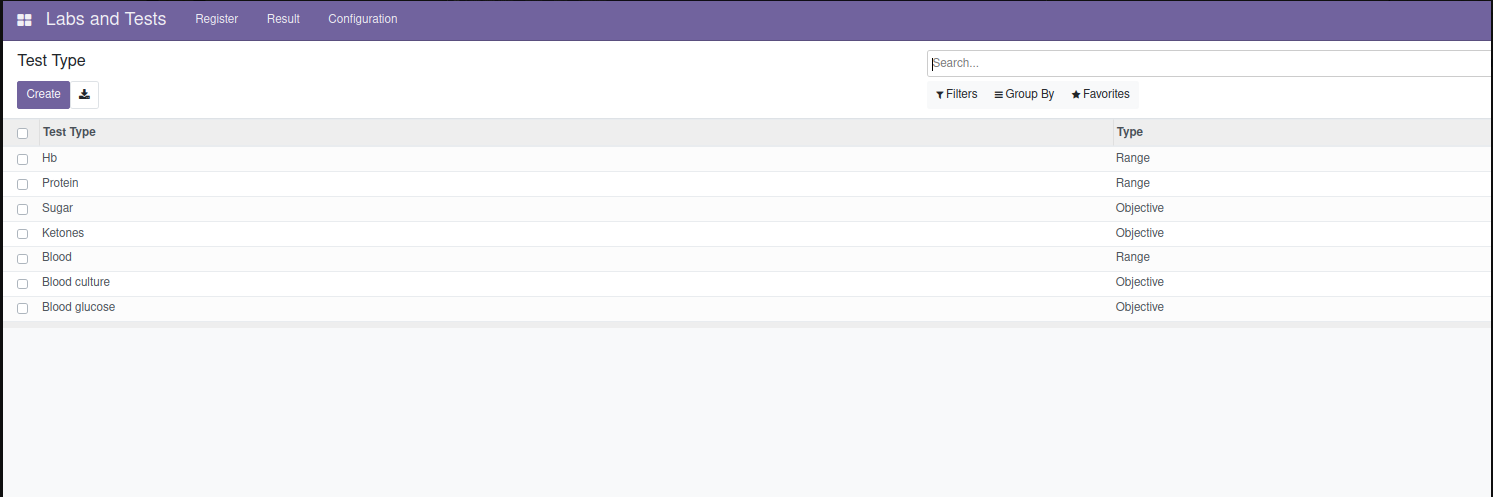 Labs and Tests Register Result Configuration
Test Type
Search...
Create
Filters Group By Favorites
Test Type Type
Hb Range
Protein Range
Sugar Objective
Ketones Objective
Blood Range
Blood culture Objective
Blood glucose Objective